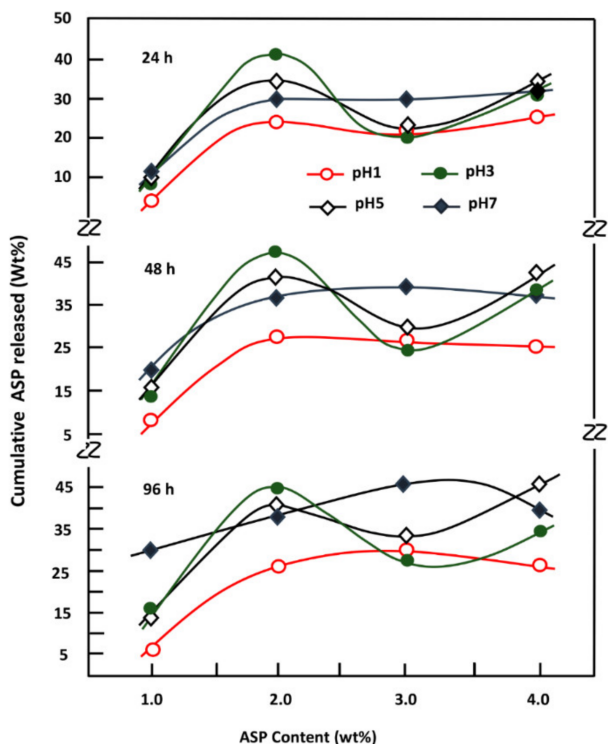 50
24 h
40
30
20
10
pH1
pH3
pH5
pH7
Cumulative ASP released (Wt%)
48 h
45
35
25
15
5
96 h
45
35
25
15
5
1.0 2.0 3.0 4.0
ASP Content (wt%)